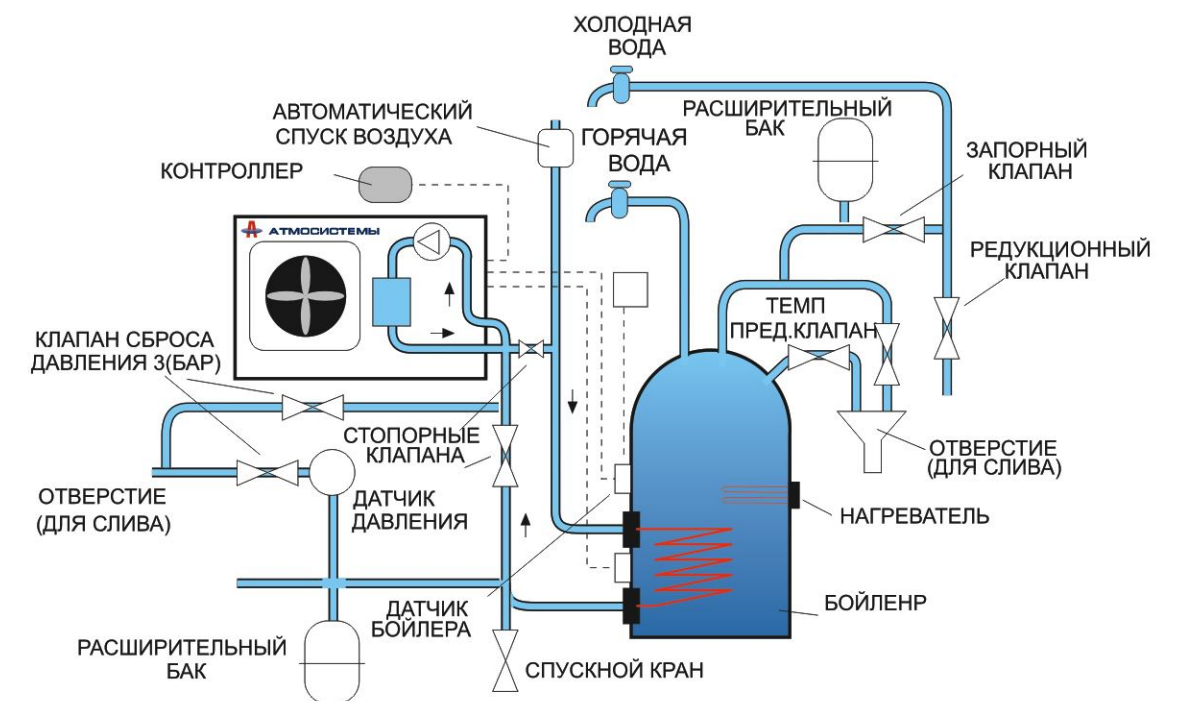 ХОЛОДНАЯ
ВОДА
АВТОМАТИЧЕСКИЙ
СПУСК ВОЗДУХА
РАСШИРИТЕЛЬНЫЙ
БАК
ГОРЯЧАЯ
ВОДА
ЗАПОРНЫЙ
КЛАПАН
КОНТРОЛЛЕР
АТМОСИСТЕМЫ
РЕДУКЦИОННЫЙ
КЛАПАН
ТЕМП
ПРЕД.КЛАПАН
КЛАПАН СБРОСА
ДАВЛЕНИЯ 3(БАР)
СТОПОРНЫЕ
КЛАПАНА
ОТВЕРСТИЕ
(ДЛЯ СЛИВА)
ОТВЕРСТИЕ
(ДЛЯ СЛИВА)
ДАТЧИК
ДАВЛЕНИЯ
НАГРЕВАТЕЛЬ
ДАТЧИК
БОЙЛЕРА
БОЙЛЕНР
РАСШИРИТЕЛЬНЫЙ
БАК
СПУСКНОЙ КРАН